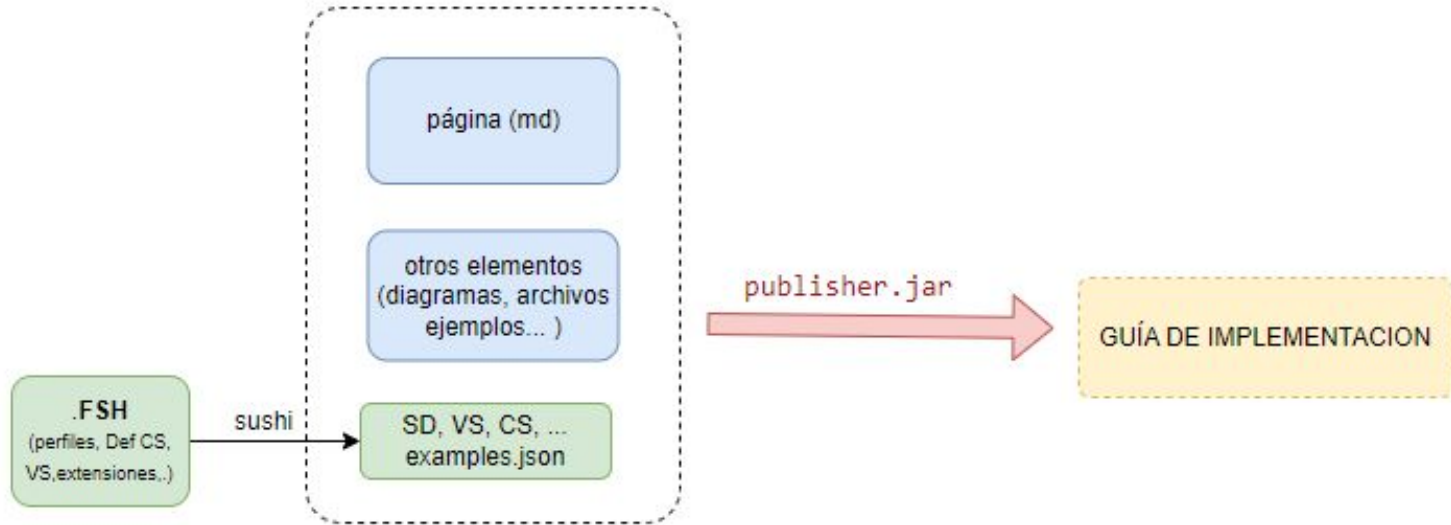 página (md)
otros elementos
(diagramas, archivos
ejemplos... )
publisher.jar
GUÍA DE IMPLEMENTACION
.FSH
(perfiles, Def CS,
VS,extensiones,.)
sushi
SD, VS, CS, ...
examples.json